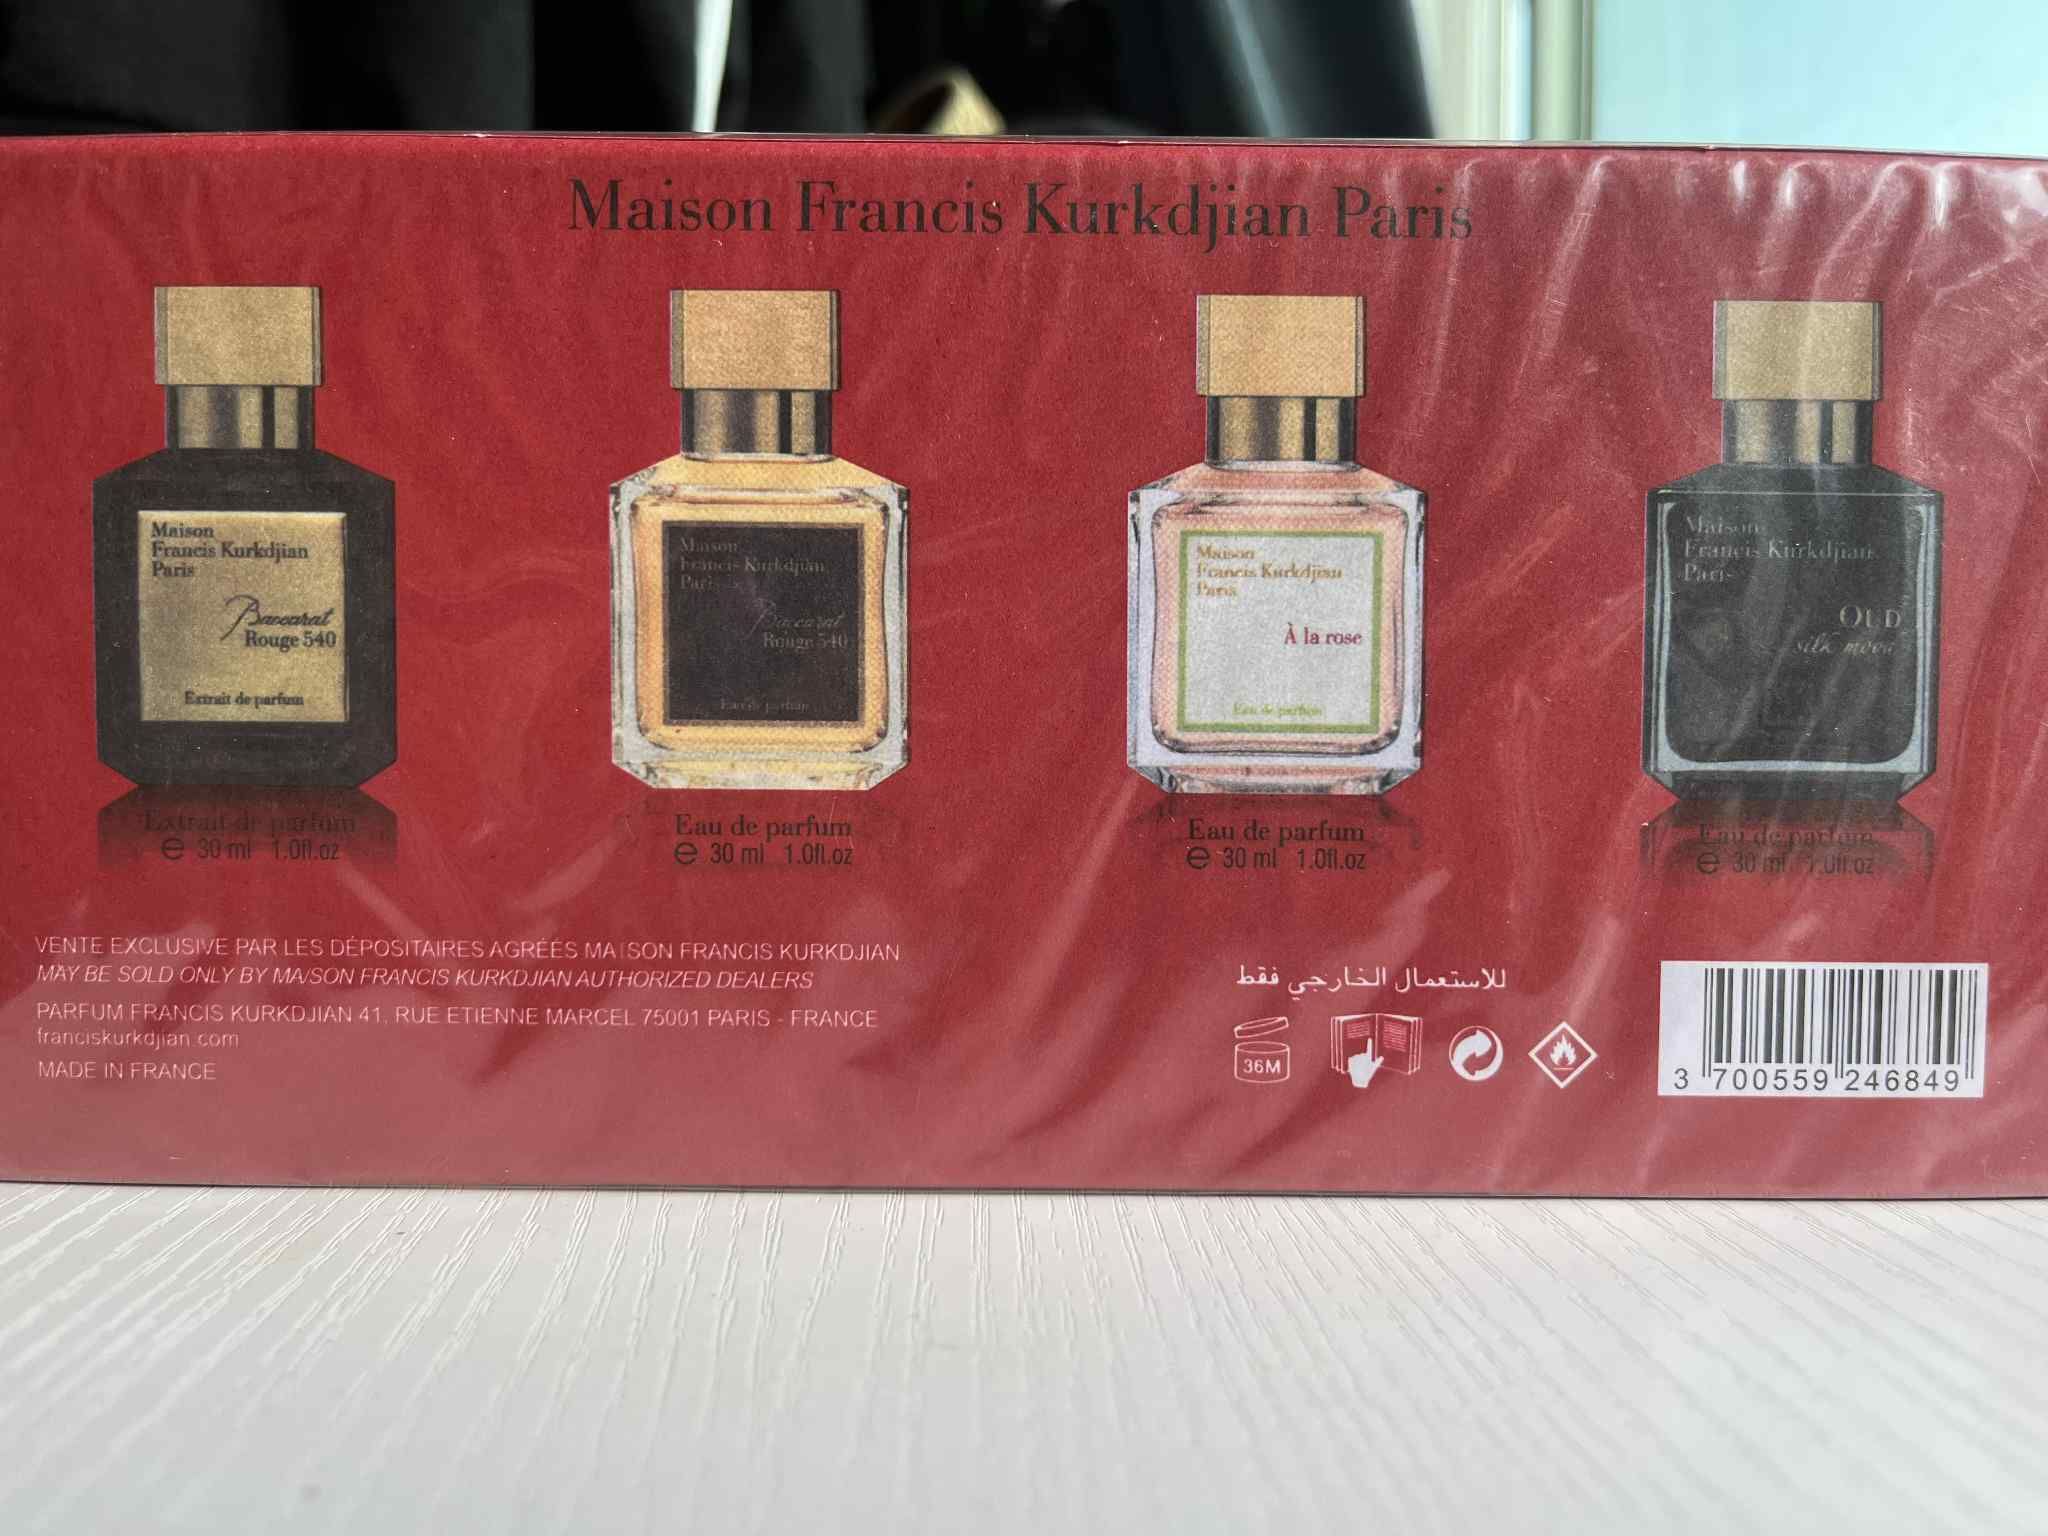 Maison Francis Kurkdjian Paris
Maison
Francis Kurkdjian
Paris
Baccarat
Rouge 540
Extrait de parfum
Extrait de parfum
e 30 ml 1.0fl.oz
Maison
Francis Kurkdjian
Paris
Baccarat
Rouge 540
Eau de parfum
Eau de parfum
e 30 ml 1.0fl.oz
Maison
Francis Kurkdjian
Paris
À la rose
Eau de parfum
Eau de parfum
e 30 ml 1.0fl.oz
Maison
Francis Kurkdjian
Paris
OUD
silk mood
Eau de parfum
e 30 ml 1.0fl.oz
VENTE EXCLUSIVE PAR LES DÉPOSITAIRES AGRÉÉS MAISON FRANCIS KURKDJIAN
MAY BE SOLD ONLY BY MA/SON FRANCIS KURKDJIAN AUTHORIZED DEALERS
PARFUM FRANCIS KURKDJIAN 41, RUE ETIENNE MARCEL 75001 PARIS - FRANCE
franciskurkdjian.com
MADE IN FRANCE
للاستعمال الخارجي فقط
36M
3 700559 246849